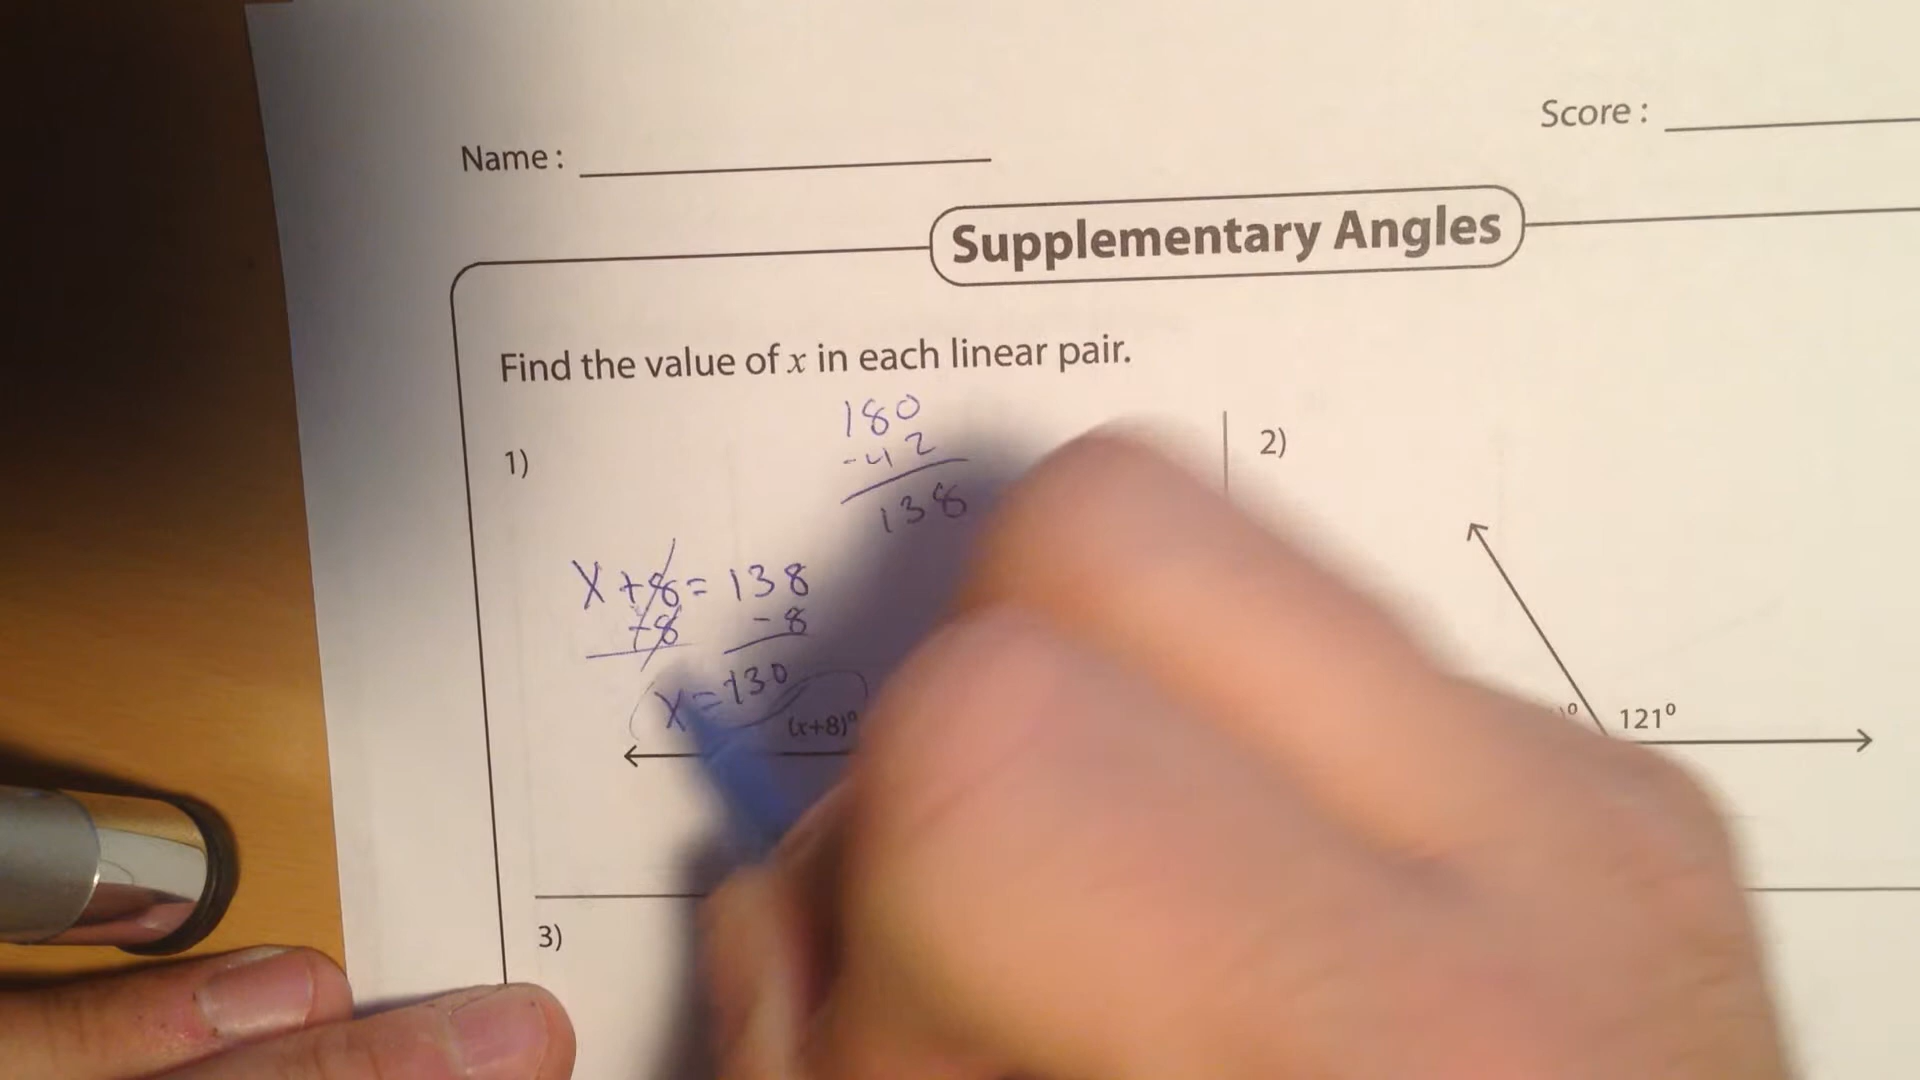 Score :
Name :
Supplementary Angles
Find the value of x in each linear pair.
1)
180
-42
138
x+8=138
-8 -8
x=130
(x+8)°
2)
121°
3)